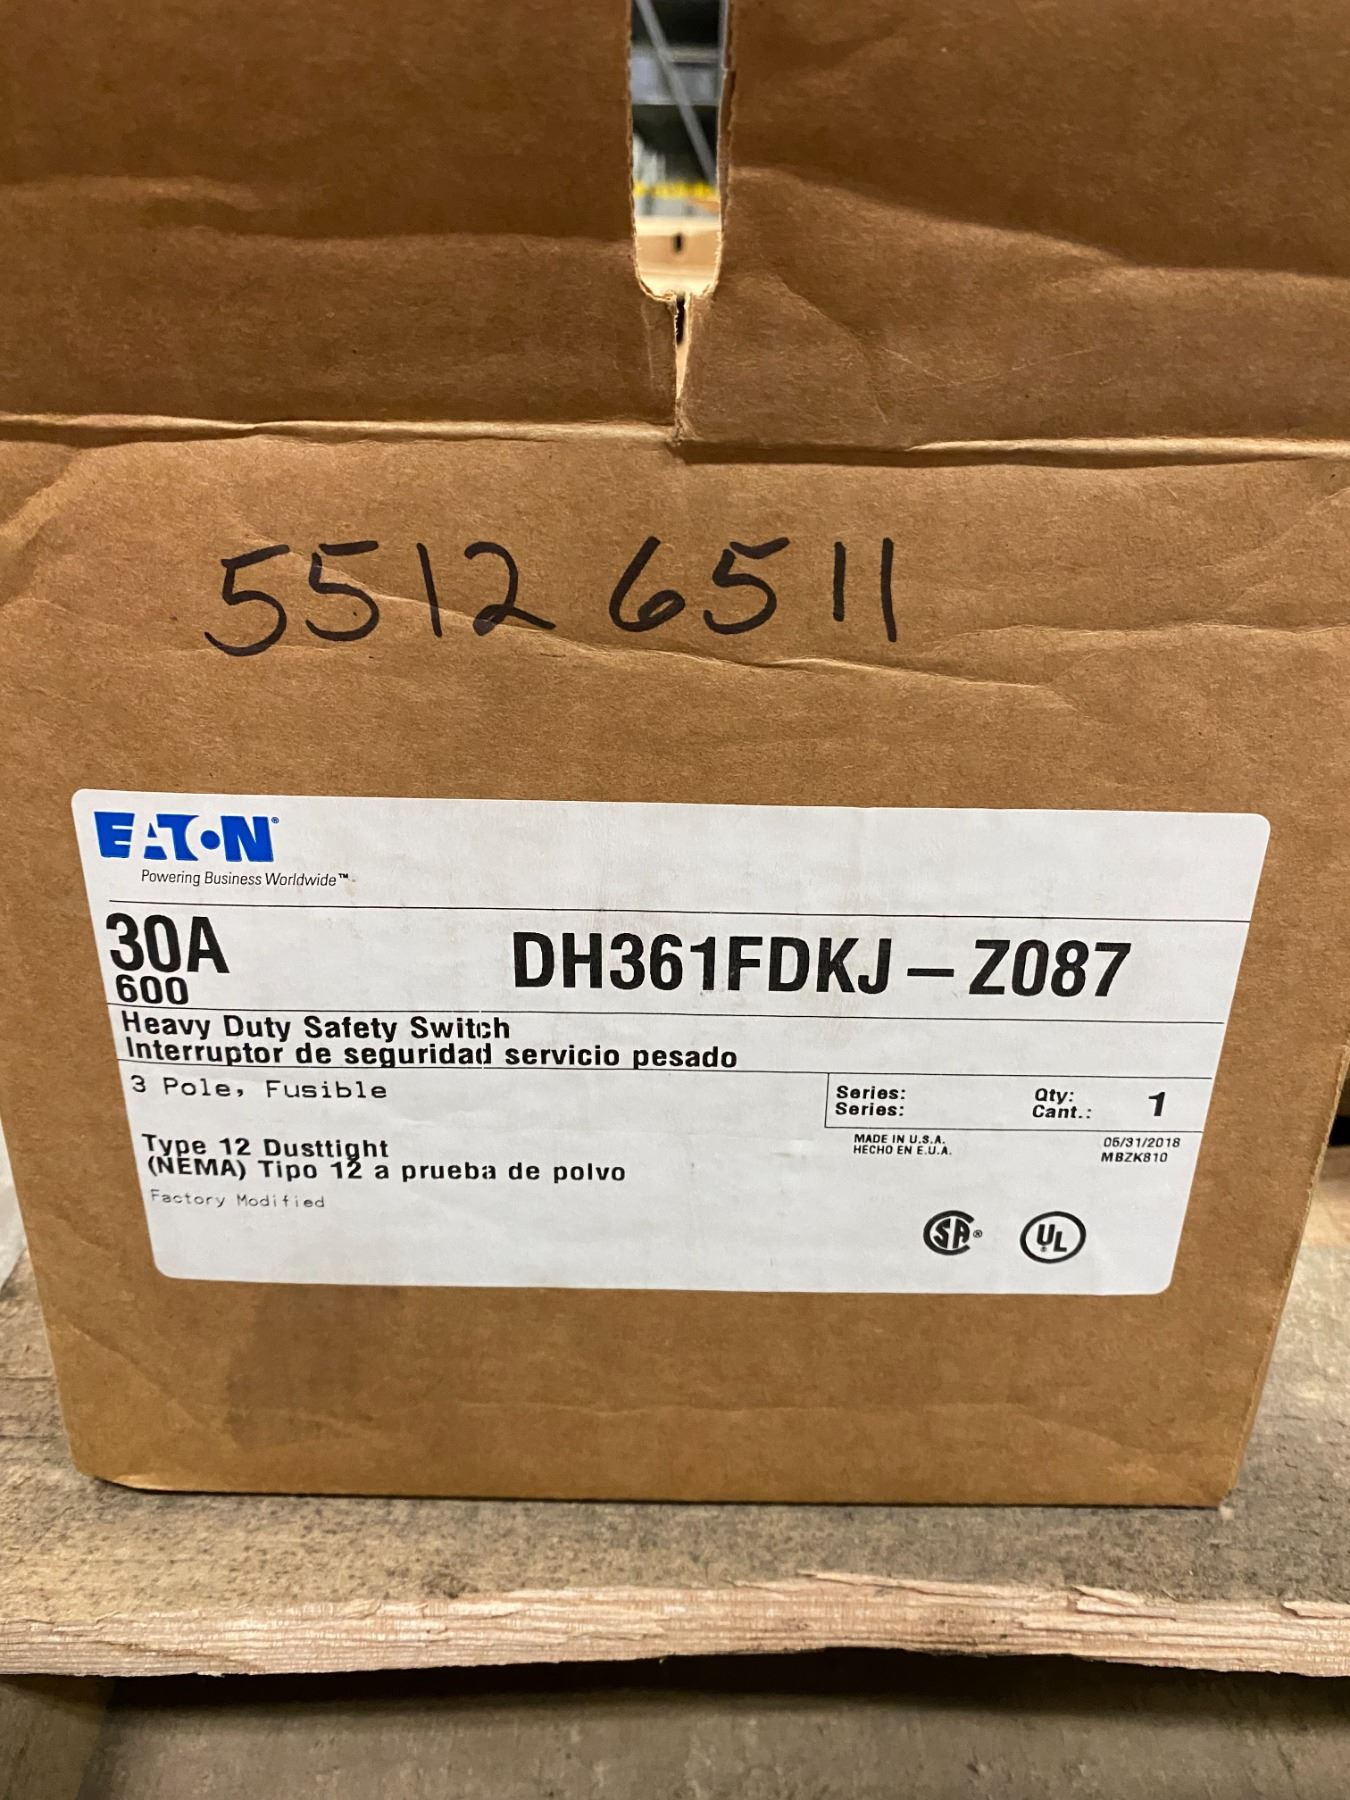 5512 6511
EATON®
Powering Business Worldwide™
30A
600
DH361FDKJ – Z087
Heavy Duty Safety Switch
Interruptor de seguridad servicio pesado
3 Pole, Fusible
Series:
Series:
Qty:
Cant.:
1
Type 12 Dusttight
(NEMA) Tipo 12 a prueba de polvo
Factory Modified
MADE IN U.S.A.
HECHO EN E.U.A.
05/31/2018
MBZK810
SA®
UL®